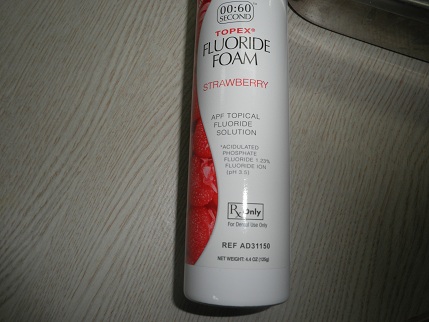 00:60
SECOND™
TOPEX®
FLUORIDE
FOAM
STRAWBERRY
APF TOPICAL
FLUORIDE
SOLUTION
*ACIDULATED
PHOSPHATE
FLUORIDE 1.23%
FLUORIDE ION
(pH 3.5)
Rx Only
For Dental Use Only
REF AD31150
NET WEIGHT: 4.4 OZ (125g)